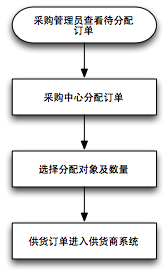 采购管理员查看待分配
订单
采购中心分配订单
选择分配对象及数量
供货订单进入供货商系统